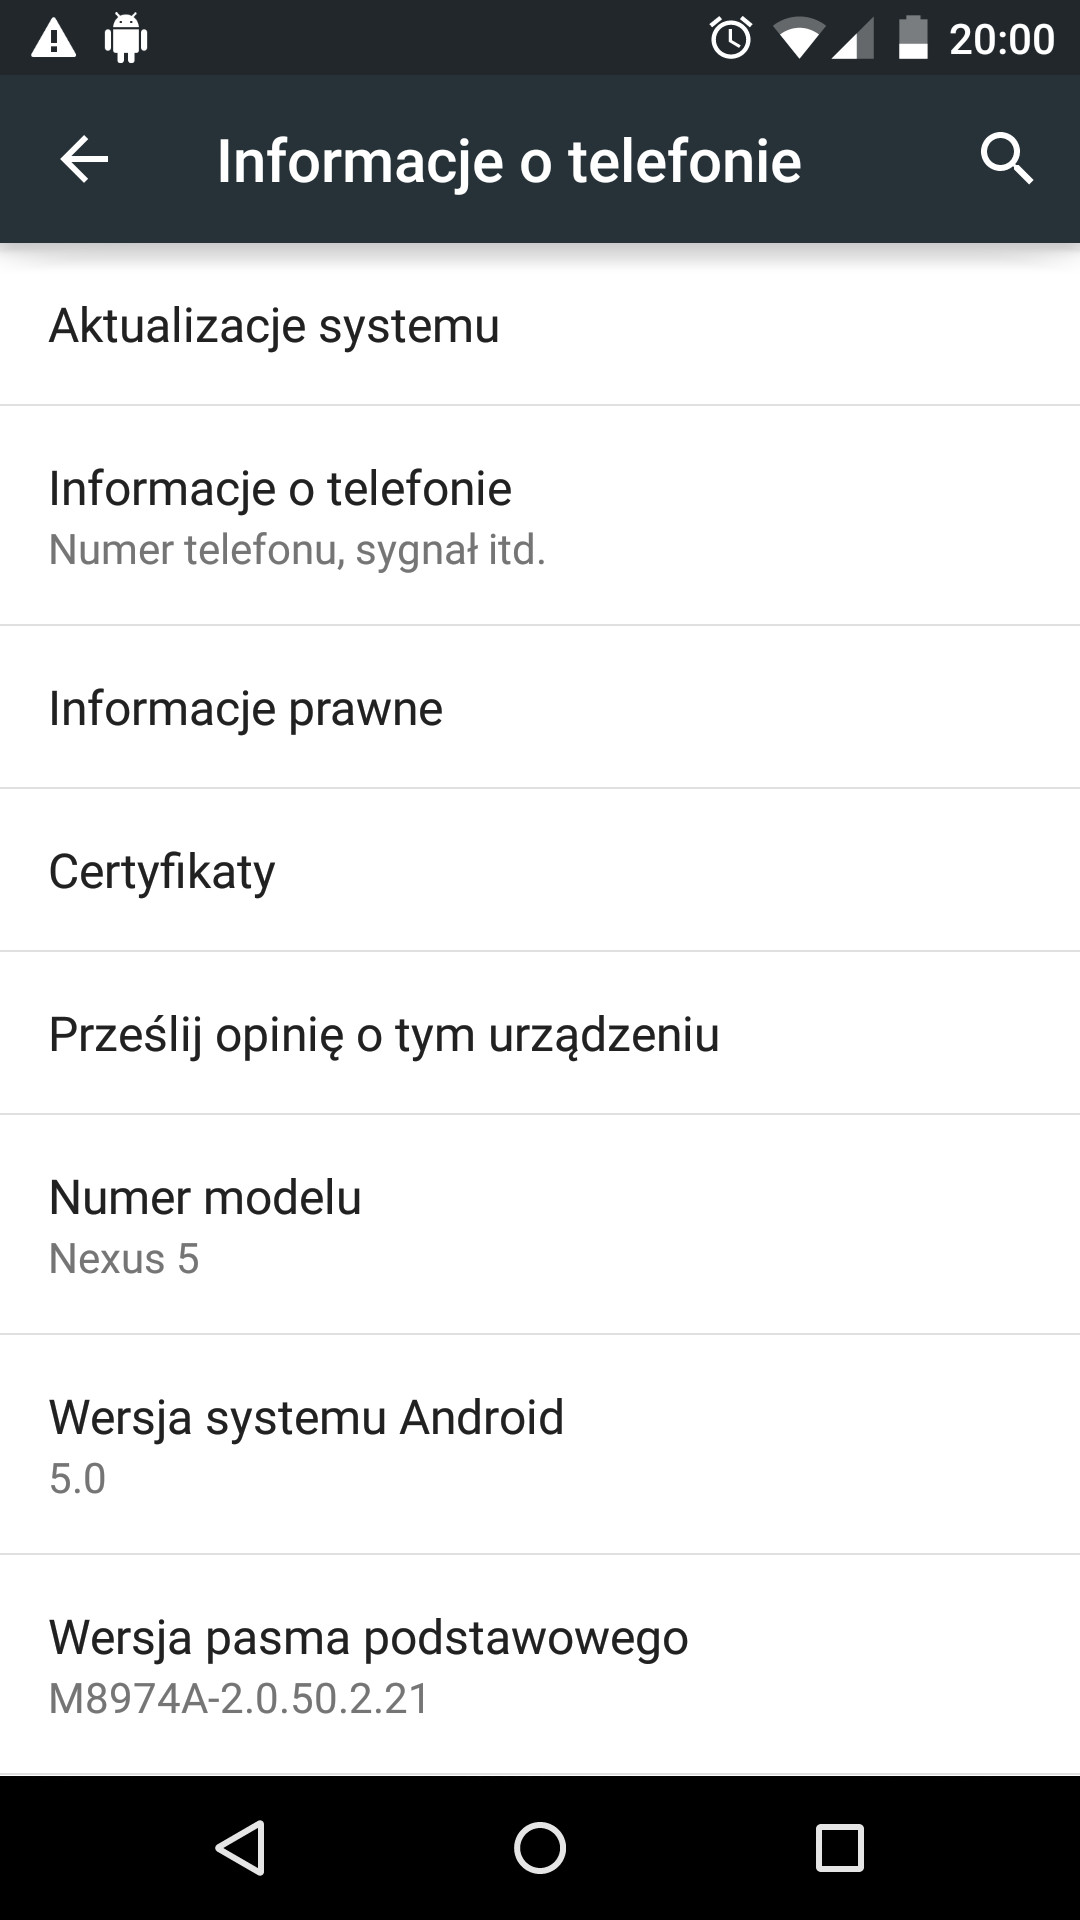 20:00
Informacje o telefonie
Aktualizacje systemu
Informacje o telefonie
Numer telefonu, sygnał itd.
Informacje prawne
Certyfikaty
Prześlij opinię o tym urządzeniu
Numer modelu
Nexus 5
Wersja systemu Android
5.0
Wersja pasma podstawowego
M8974A-2.0.50.2.21